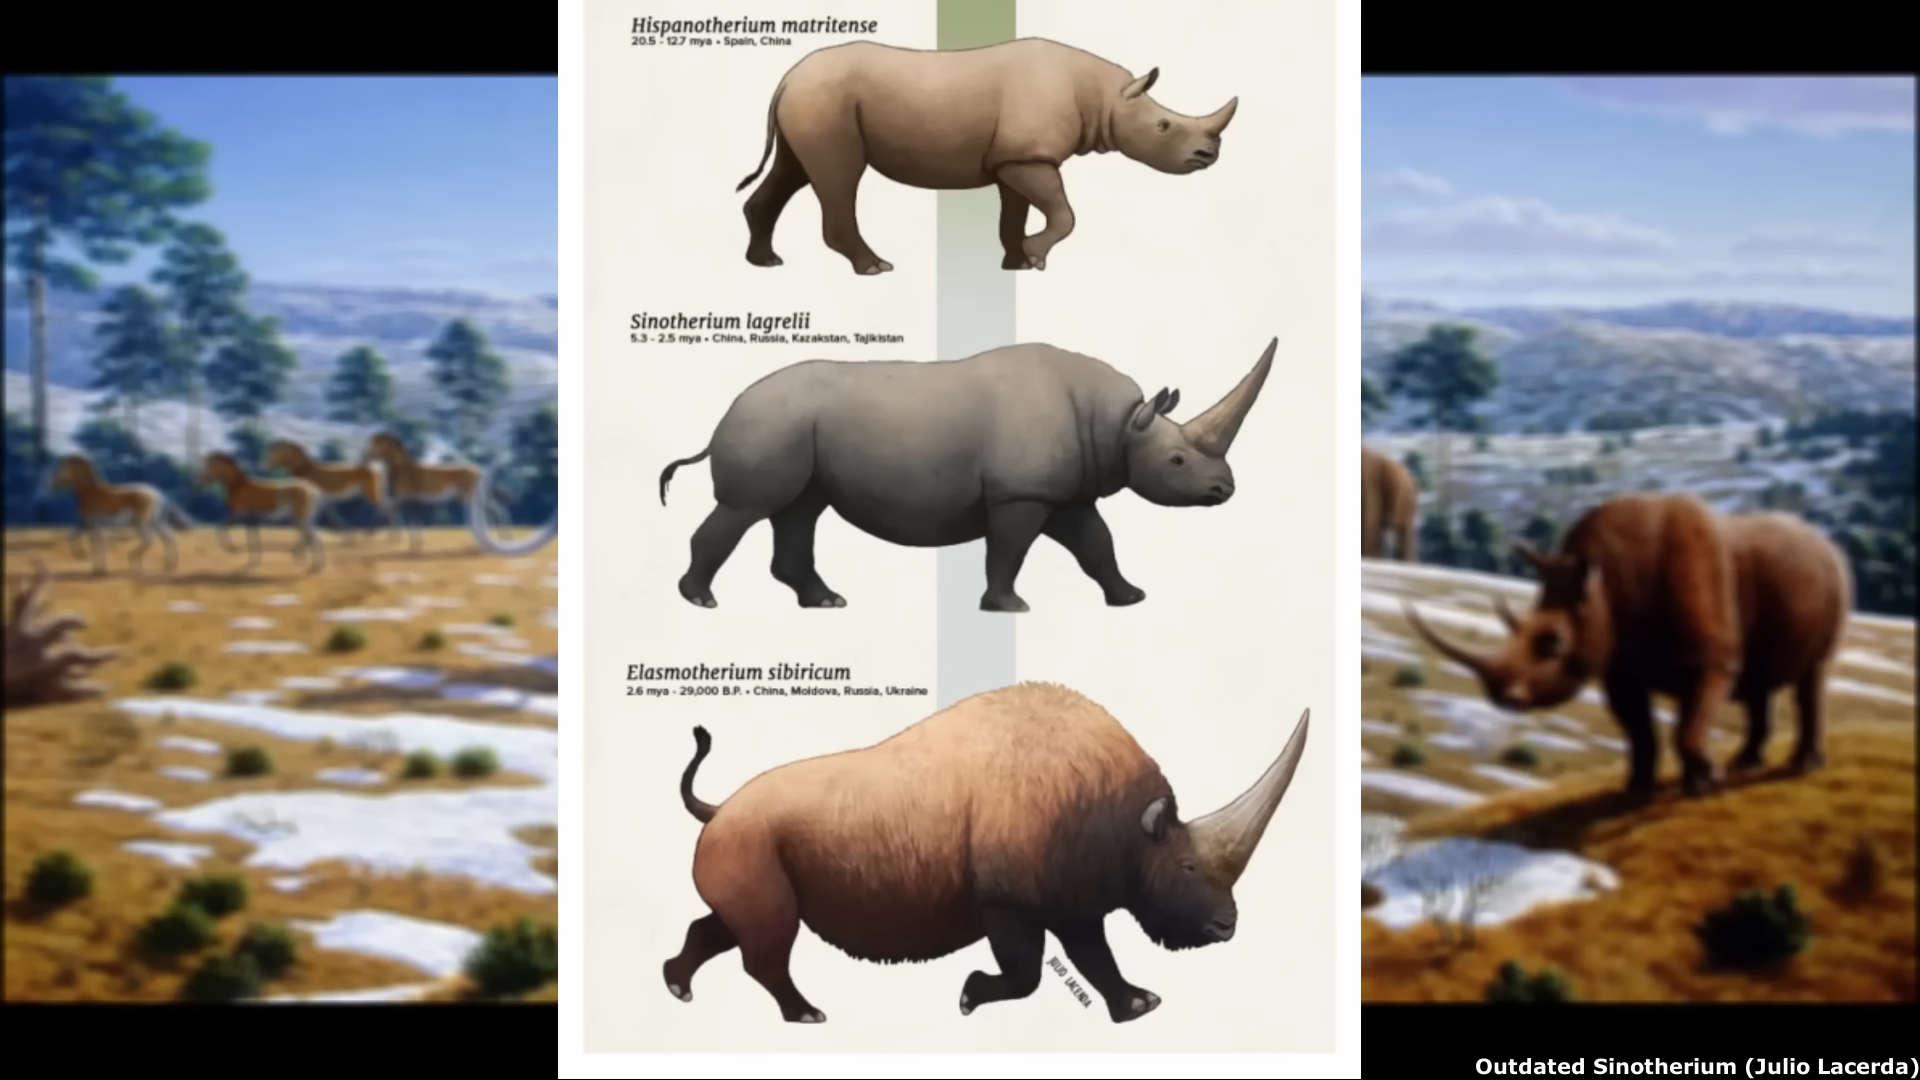 Hispanotherium matritense
20.5 - 12.7 mya • Spain, China
Sinotherium lagrelii
5.3 - 2.5 mya • China, Russia, Kazakstan, Tajikistan
Elasmotherium sibiricum
2.6 mya - 29,000 B.P. • China, Moldova, Russia, Ukraine
JULIO LACERDA
Outdated Sinotherium (Julio Lacerda)